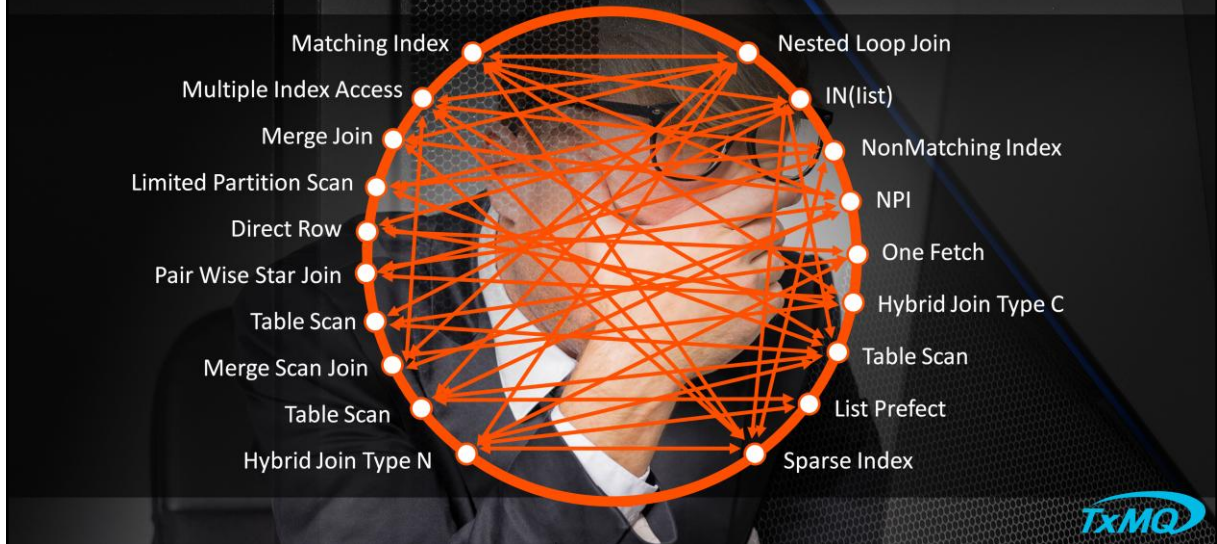 Matching Index
Multiple Index Access
Merge Join
Limited Partition Scan
Direct Row
Pair Wise Star Join
Table Scan
Merge Scan Join
Table Scan
Hybrid Join Type N
Nested Loop Join
IN(list)
NonMatching Index
NPI
One Fetch
Hybrid Join Type C
Table Scan
List Prefect
Sparse Index
TxMQ